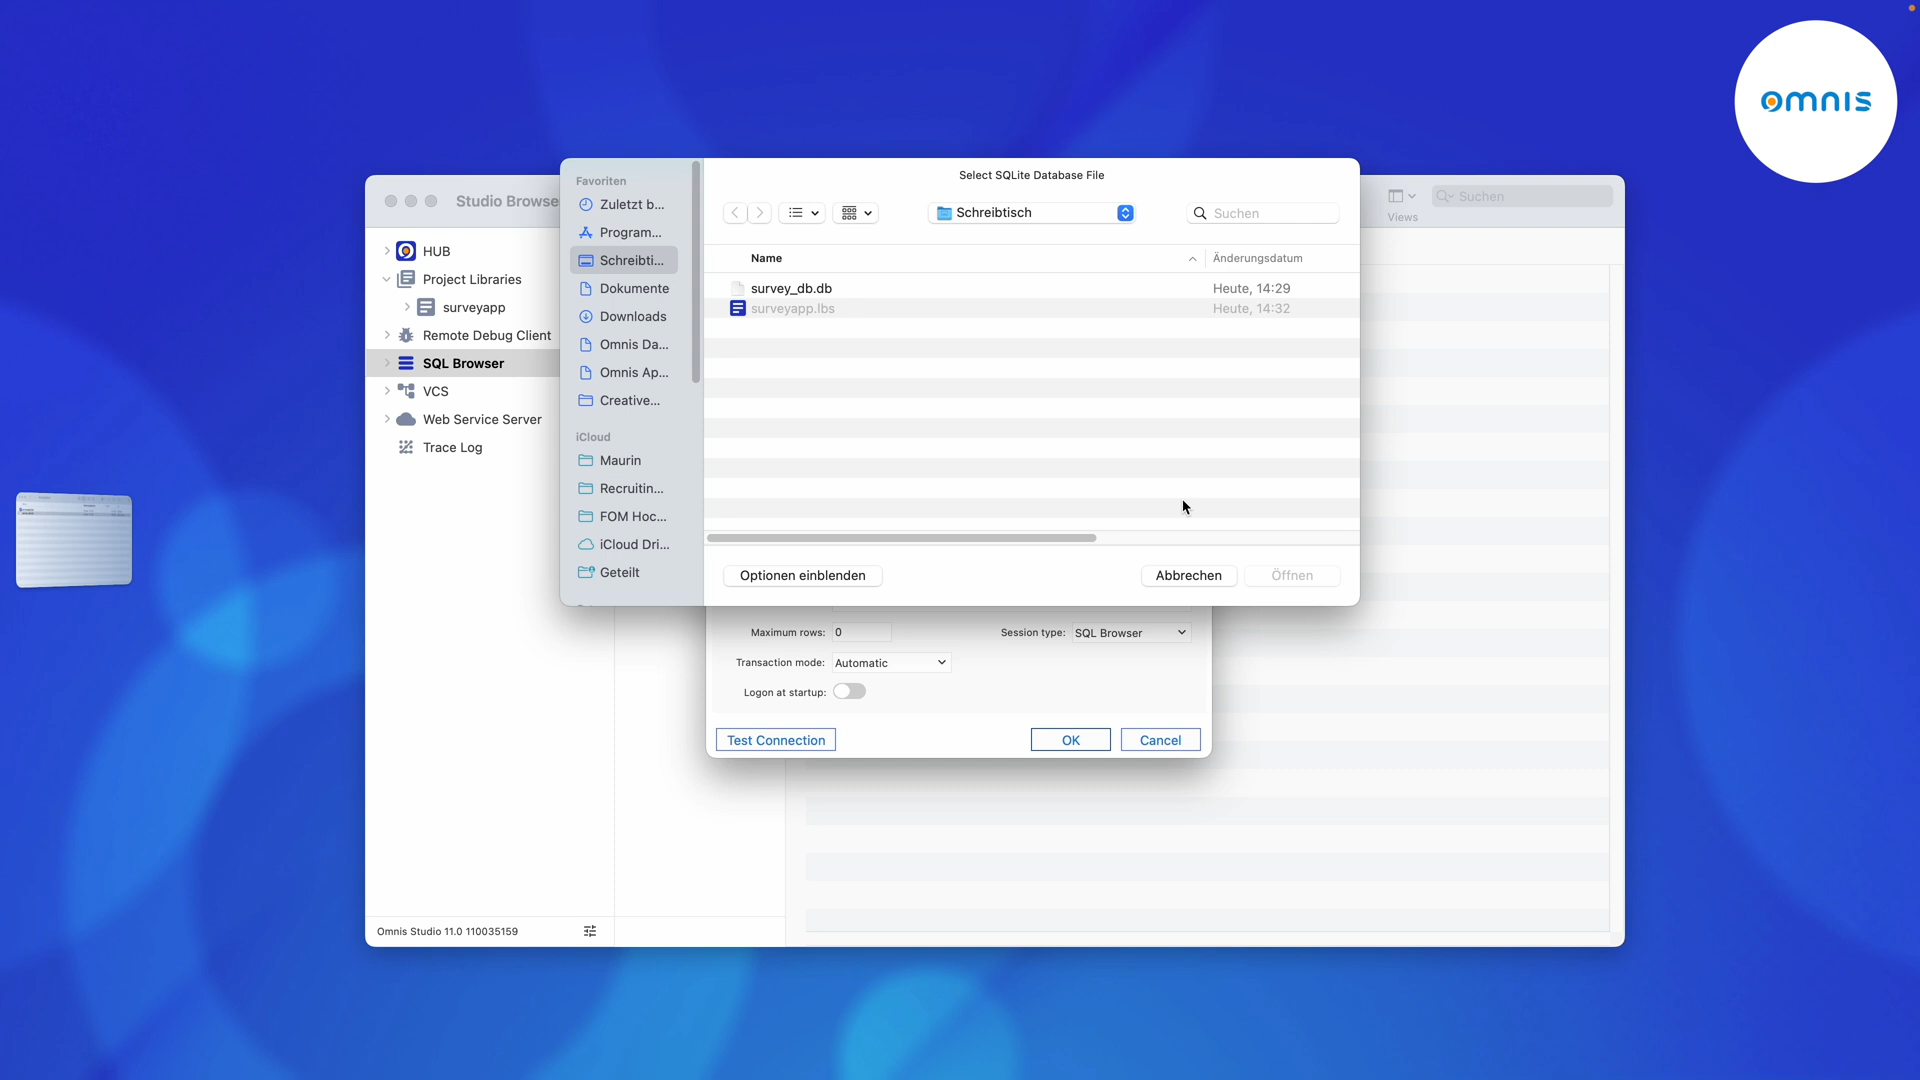 omnis
Studio Browse
Views
Suchen
HUB
Project Libraries
surveyapp
Remote Debug Client
SQL Browser
VCS
Web Service Server
Trace Log
Omnis Studio 11.0 110035159
Favoriten
Zuletzt b...
Program...
Schreibti...
Dokumente
Downloads
Omnis Da...
Omnis Ap...
Creative...
iCloud
Maurin
Recruitin...
FOM Hoc...
iCloud Dri...
Geteilt
Select SQLite Database File
Schreibtisch
Suchen
Name Änderungsdatum
survey_db.db Heute, 14:29
surveyapp.lbs Heute, 14:32
Optionen einblenden Abbrechen Öffnen
Maximum rows: 0 Session type: SQL Browser
Transaction mode: Automatic
Logon at startup:
Test Connection OK Cancel